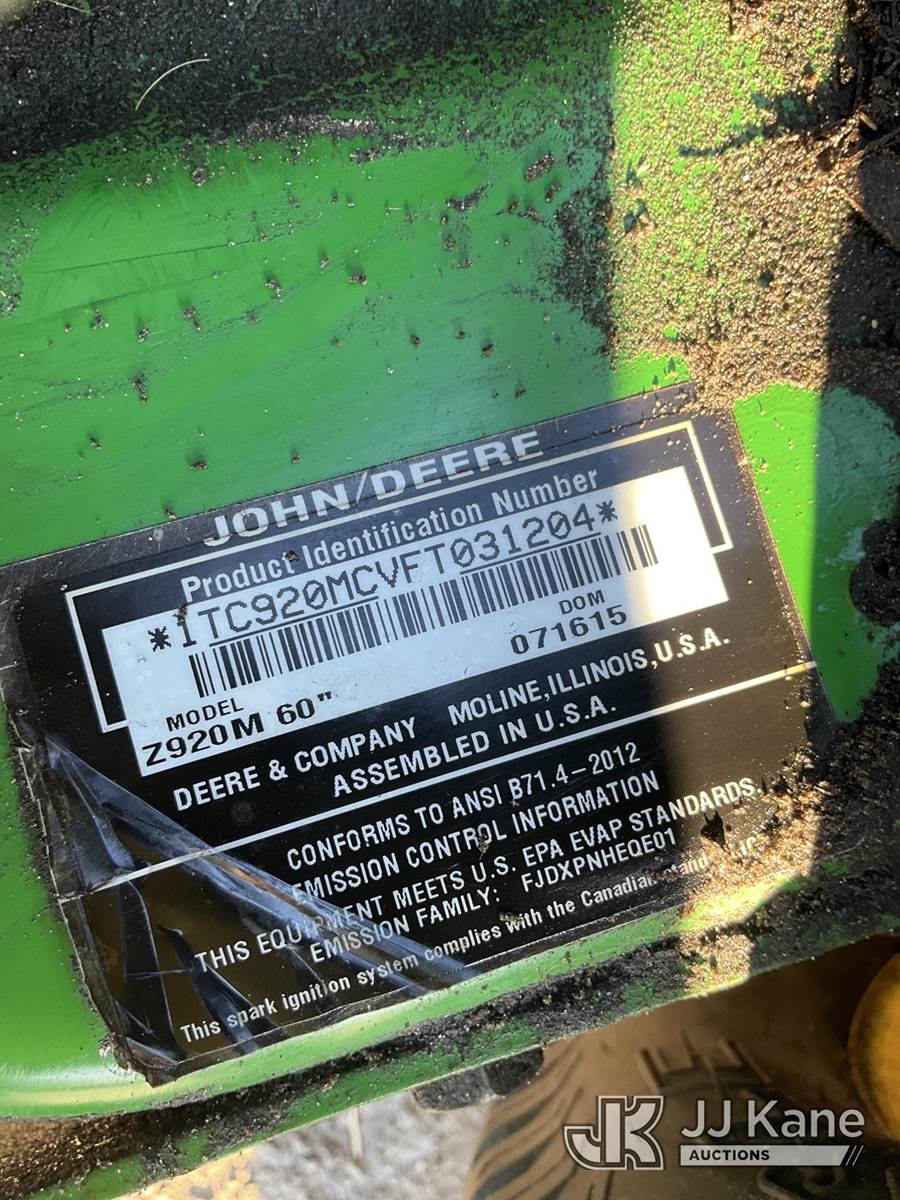 JOHN/DEERE
Product Identification Number
*1TC920MCVFT031204*
MODEL DOM
Z920M 60" 071615
DEERE & COMPANY MOLINE,ILLINOIS,U.S.A.
ASSEMBLED IN U.S.A.
CONFORMS TO ANSI B71.4-2012
EMISSION CONTROL INFORMATION
THIS EQUIPMENT MEETS U.S. EPA EVAP STANDARDS.
EMISSION FAMILY: FJDXPNHEQE01
This spark ignition system complies with the Canadian
JK JJ Kane
AUCTIONS